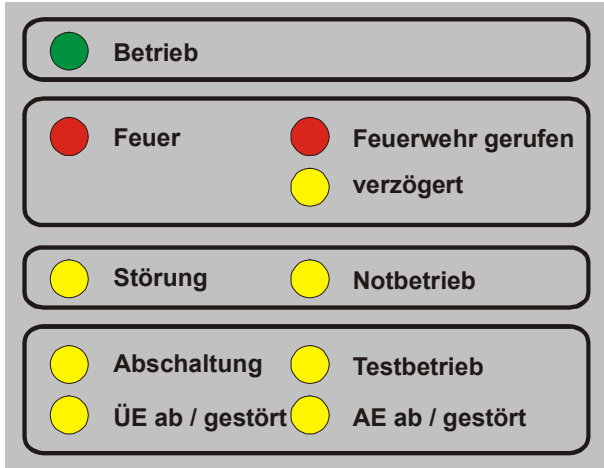 Betrieb
Feuer
Feuerwehr gerufen
verzögert
Störung
Notbetrieb
Abschaltung
Testbetrieb
ÜE ab / gestört
AE ab / gestört